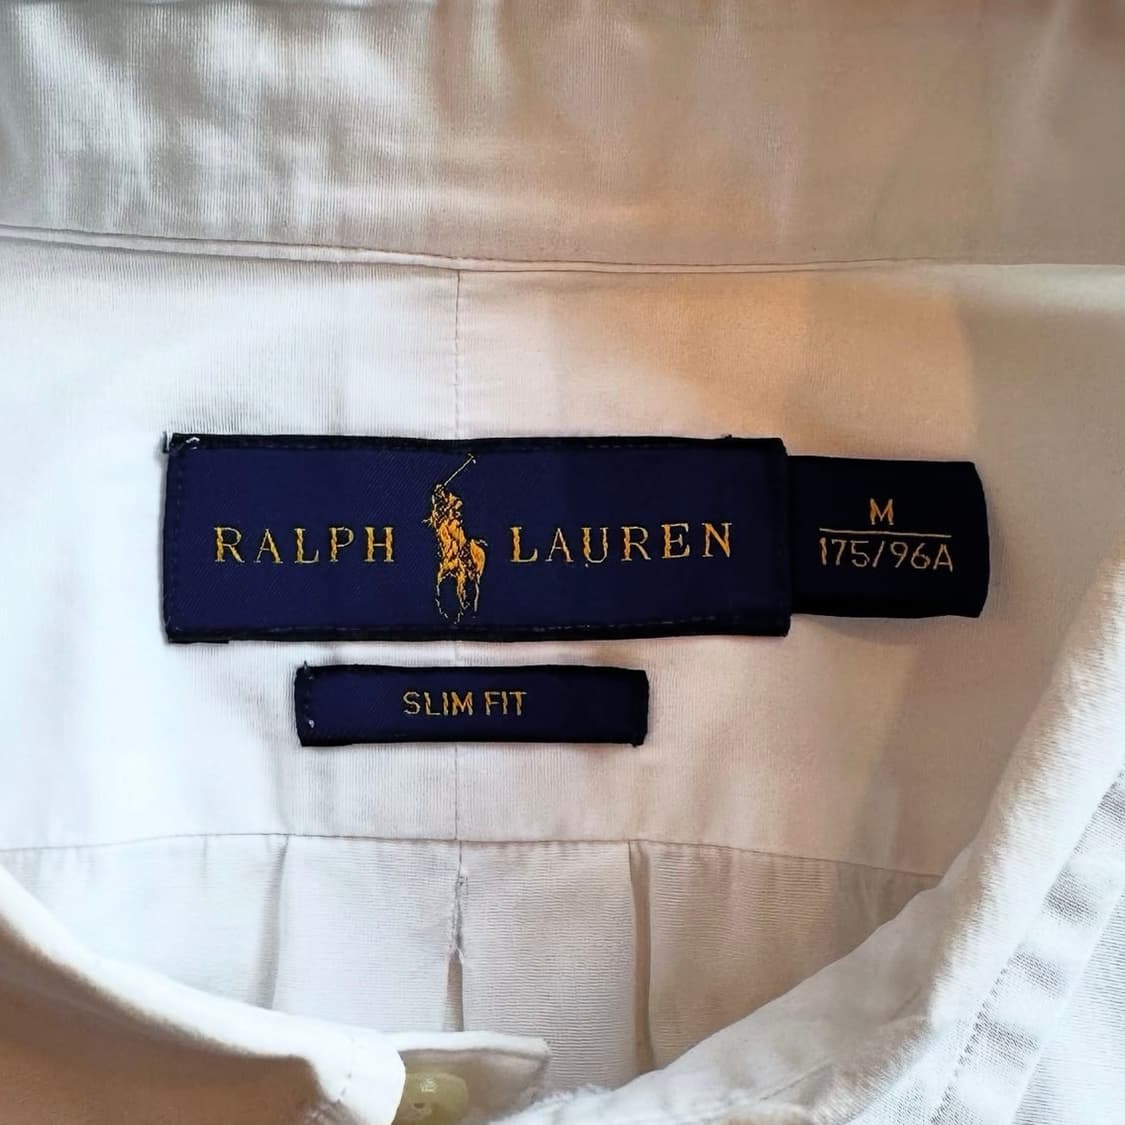 RALPH LAUREN
M
175/96A
SLIM FIT